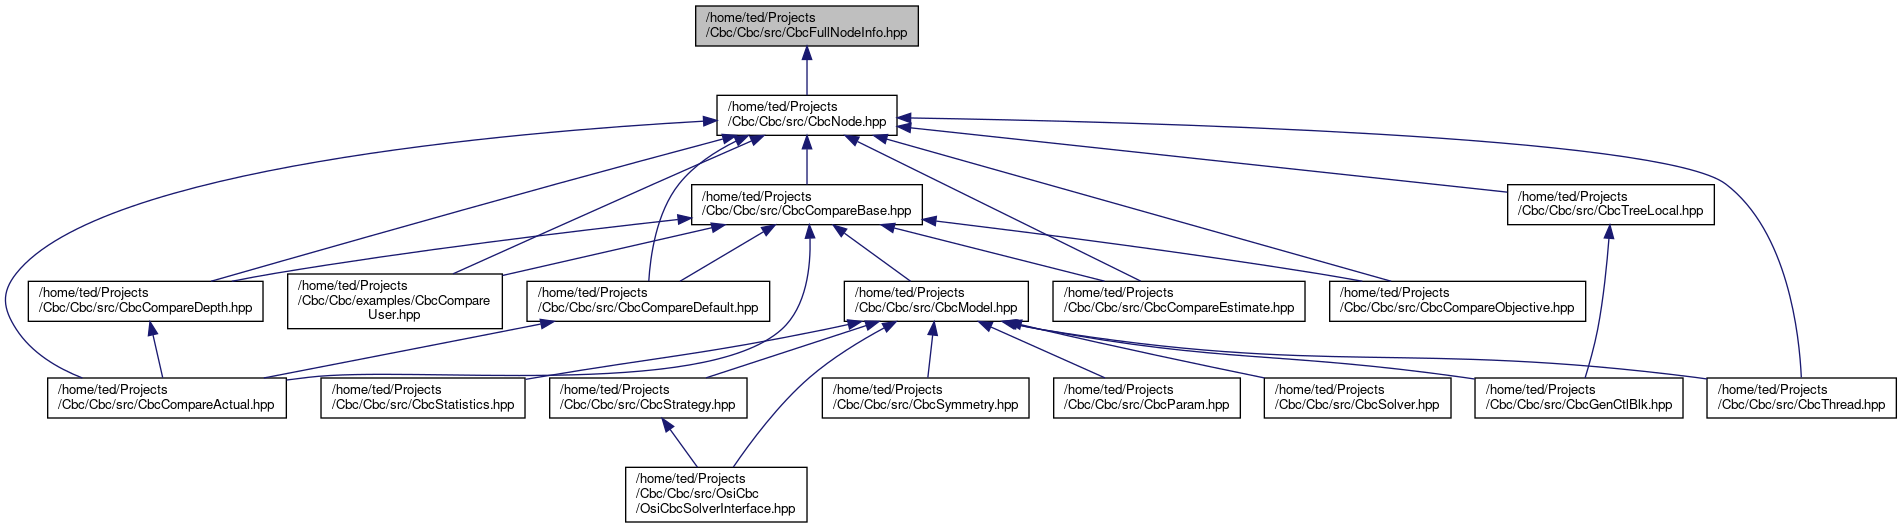 /home/ted/Projects
/Cbc/Cbc/src/CbcFullNodeInfo.hpp
/home/ted/Projects
/Cbc/Cbc/src/CbcNode.hpp
/home/ted/Projects
/Cbc/Cbc/src/CbcCompareBase.hpp
/home/ted/Projects
/Cbc/Cbc/src/CbcTreeLocal.hpp
/home/ted/Projects
/Cbc/Cbc/src/CbcCompareDepth.hpp
/home/ted/Projects
/Cbc/Cbc/examples/CbcCompare
User.hpp
/home/ted/Projects
/Cbc/Cbc/src/CbcCompareDefault.hpp
/home/ted/Projects
/Cbc/Cbc/src/CbcModel.hpp
/home/ted/Projects
/Cbc/Cbc/src/CbcCompareEstimate.hpp
/home/ted/Projects
/Cbc/Cbc/src/CbcCompareObjective.hpp
/home/ted/Projects
/Cbc/Cbc/src/CbcCompareActual.hpp
/home/ted/Projects
/Cbc/Cbc/src/CbcStatistics.hpp
/home/ted/Projects
/Cbc/Cbc/src/CbcStrategy.hpp
/home/ted/Projects
/Cbc/Cbc/src/CbcSymmetry.hpp
/home/ted/Projects
/Cbc/Cbc/src/CbcParam.hpp
/home/ted/Projects
/Cbc/Cbc/src/CbcSolver.hpp
/home/ted/Projects
/Cbc/Cbc/src/CbcGenCtlBlk.hpp
/home/ted/Projects
/Cbc/Cbc/src/CbcThread.hpp
/home/ted/Projects
/Cbc/Cbc/src/OsiCbc
/OsiCbcSolverInterface.hpp